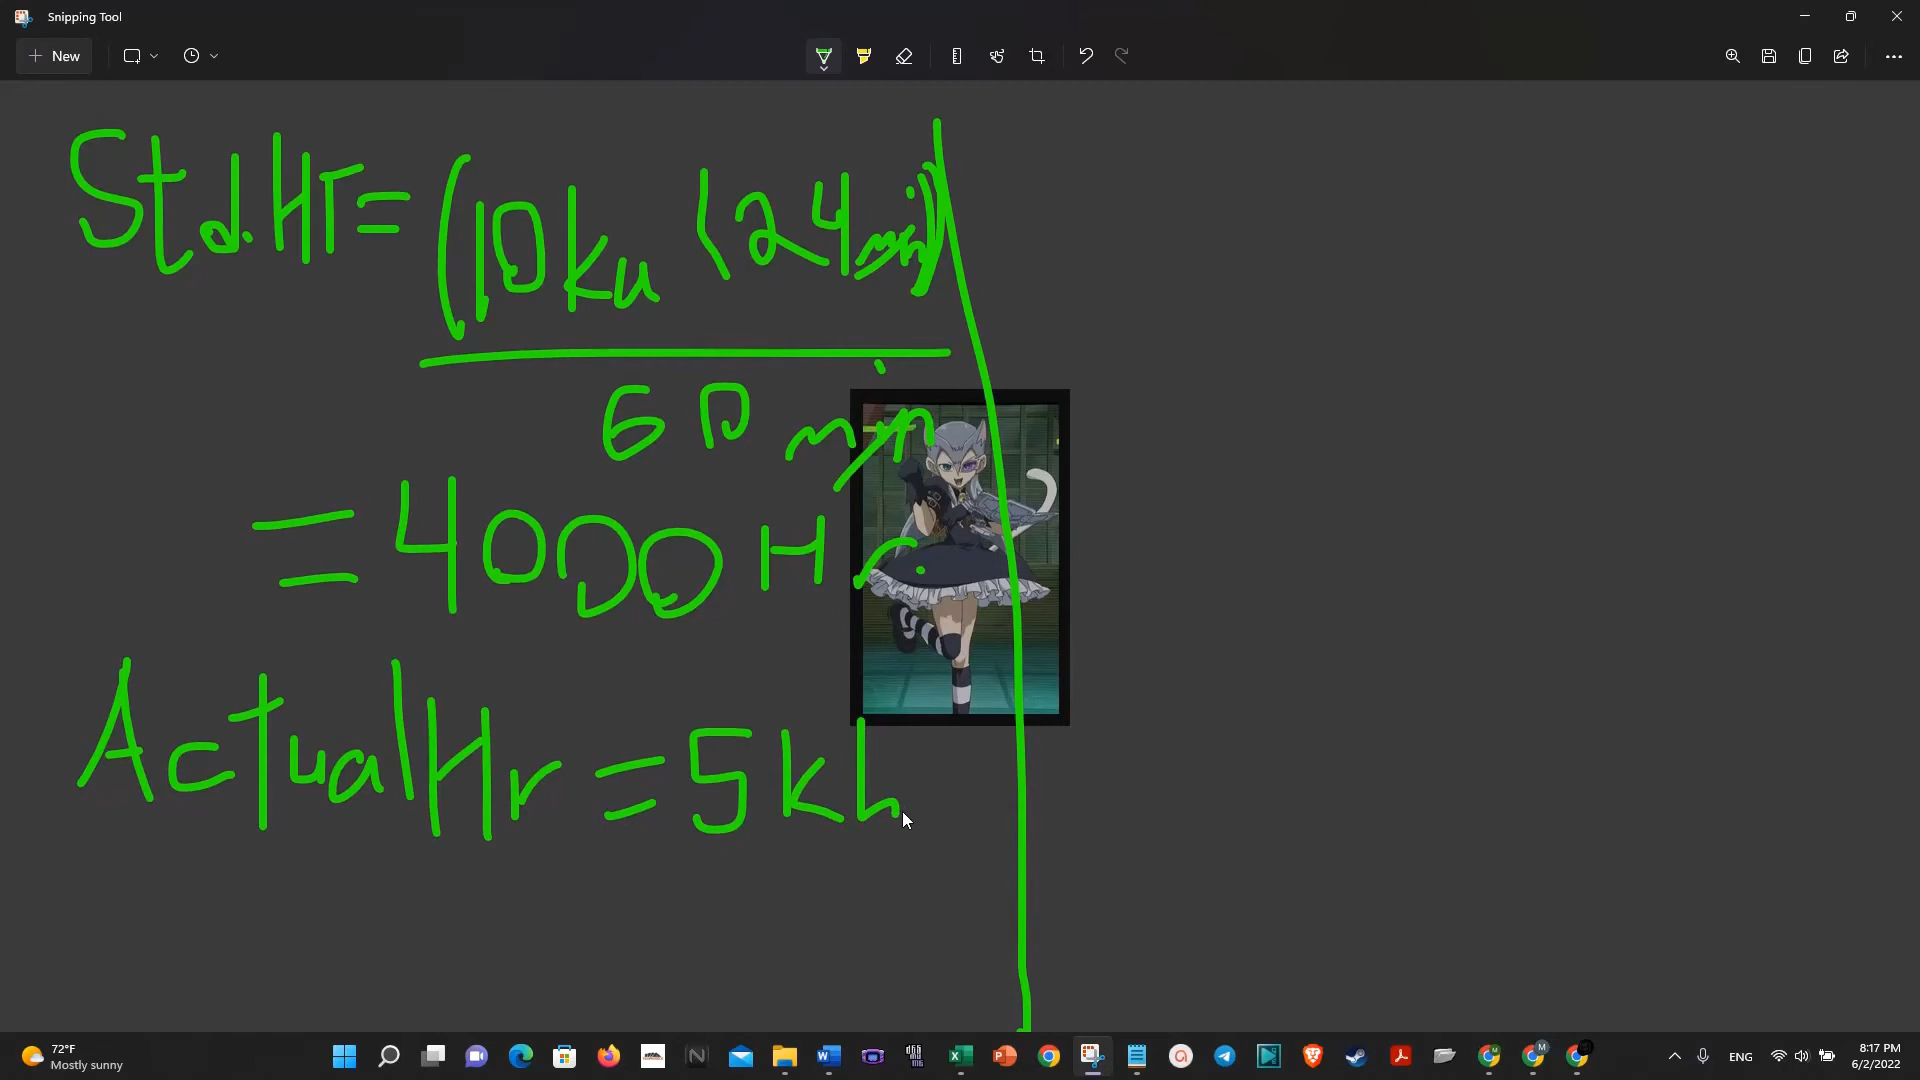 Snipping Tool
New
Std.Hr=(10ku (24min)
60 min
=4000 Hr.
Actual Hr = 5kh
72°F
Mostly sunny
ENG
8:17 PM
6/2/2022